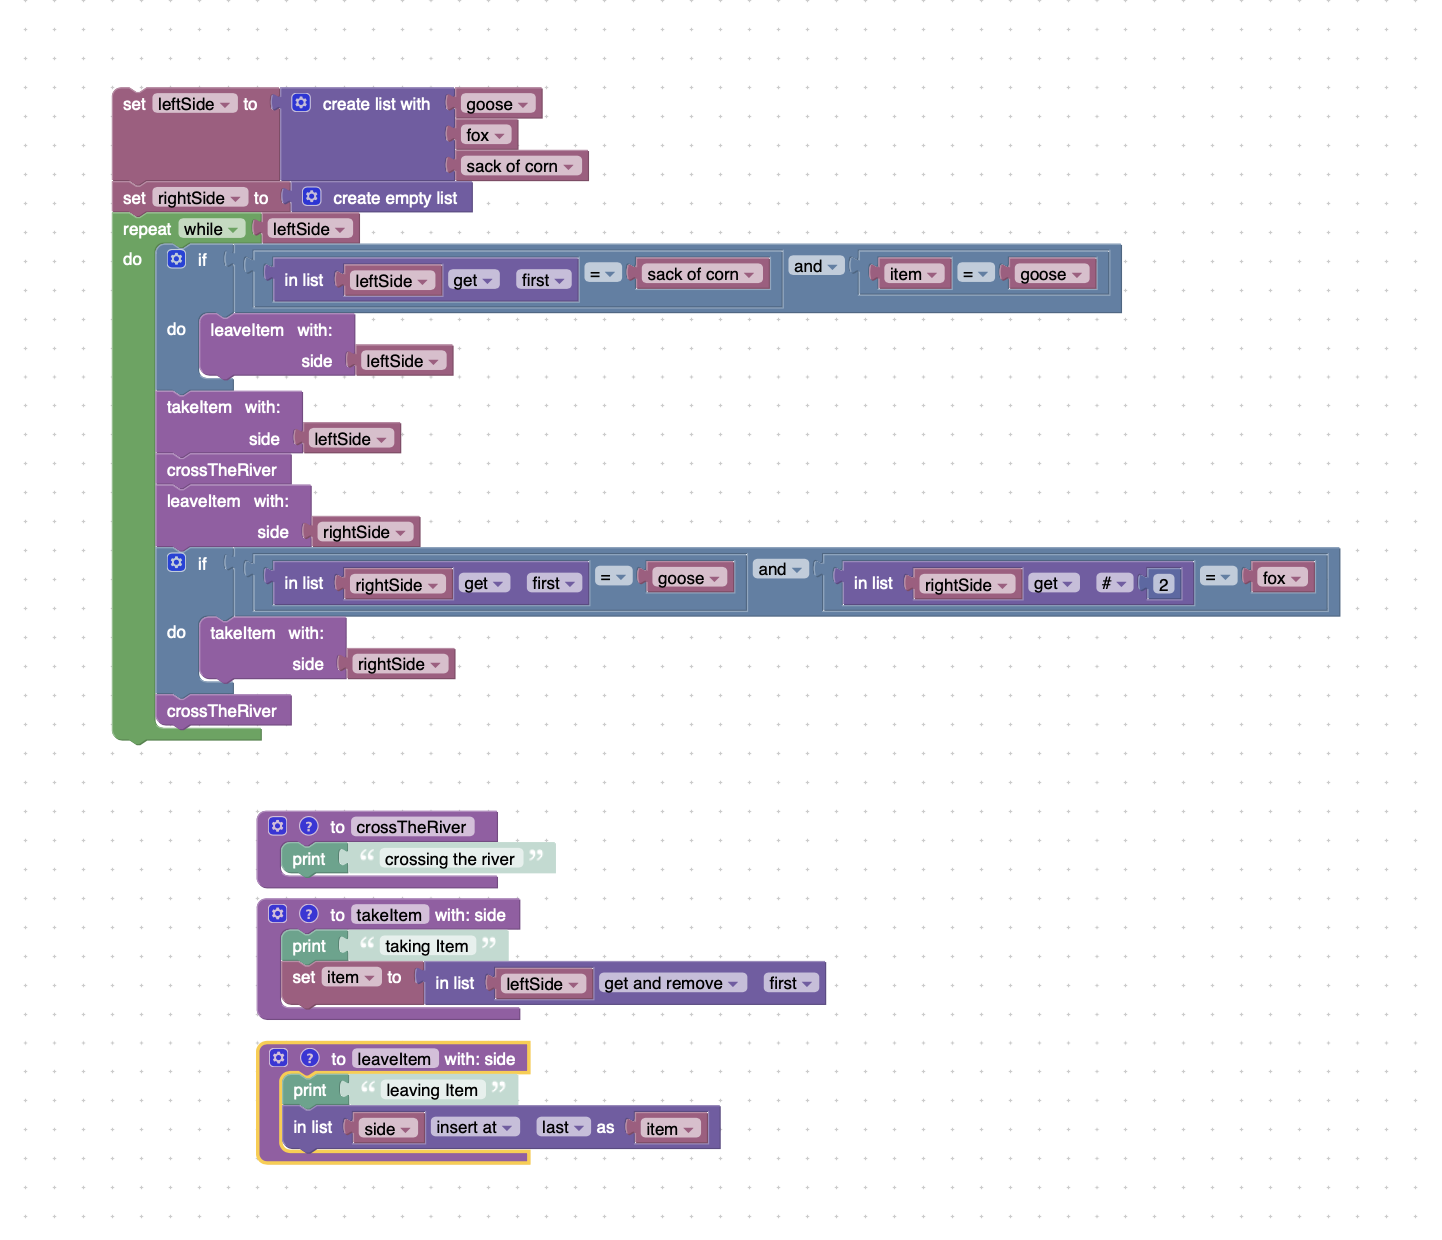 set leftSide to create list with goose
fox
sack of corn
set rightSide to create empty list
repeat while leftSide
do if in list leftSide get first = sack of corn and item = goose
do leaveItem with:
side leftSide
takeItem with:
side leftSide
crossTheRiver
leaveItem with:
side rightSide
if in list rightSide get first = goose and in list rightSide get # 2 = fox
do takeItem with:
side rightSide
crossTheRiver
? to crossTheRiver
print “ crossing the river ”
? to takeItem with: side
print “ taking Item ”
set item to in list leftSide get and remove first
? to leaveItem with: side
print “ leaving Item ”
in list side insert at last as item